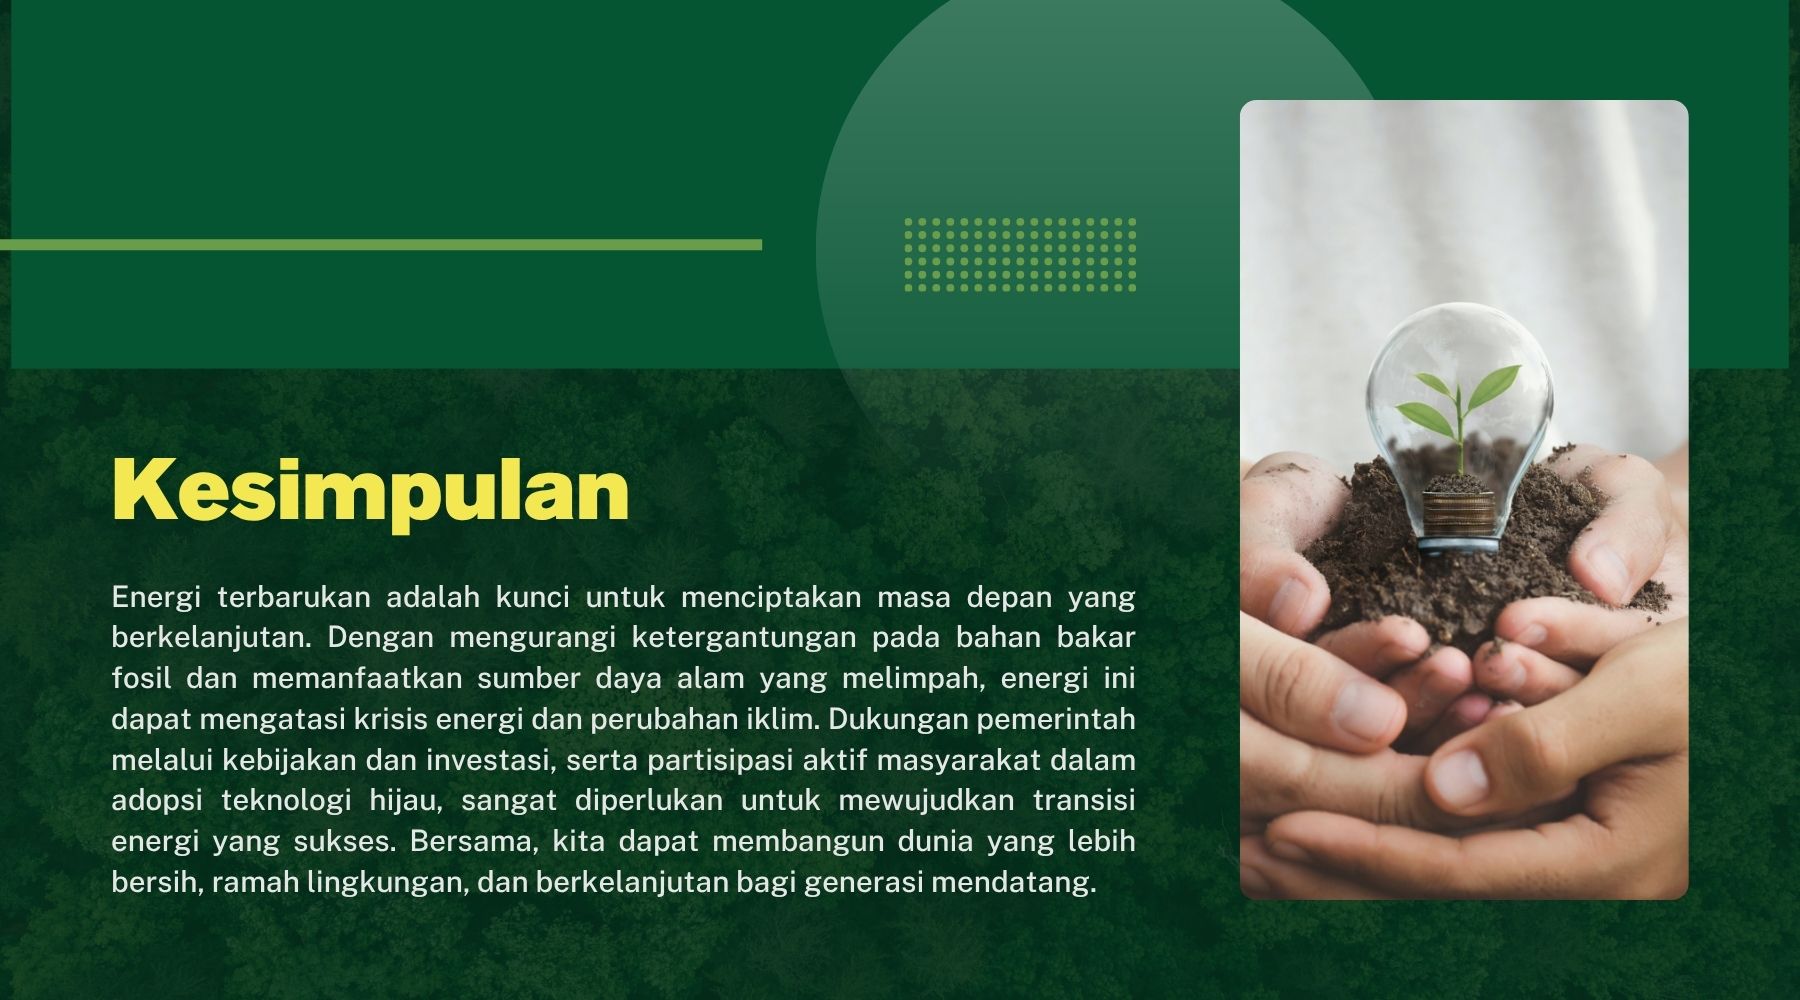 Kesimpulan
Energi terbarukan adalah kunci untuk menciptakan masa depan yang
berkelanjutan. Dengan mengurangi ketergantungan pada bahan bakar
fosil dan memanfaatkan sumber daya alam yang melimpah, energi ini
dapat mengatasi krisis energi dan perubahan iklim. Dukungan pemerintah
melalui kebijakan dan investasi, serta partisipasi aktif masyarakat dalam
adopsi teknologi hijau, sangat diperlukan untuk mewujudkan transisi
energi yang sukses. Bersama, kita dapat membangun dunia yang lebih
bersih, ramah lingkungan, dan berkelanjutan bagi generasi mendatang.